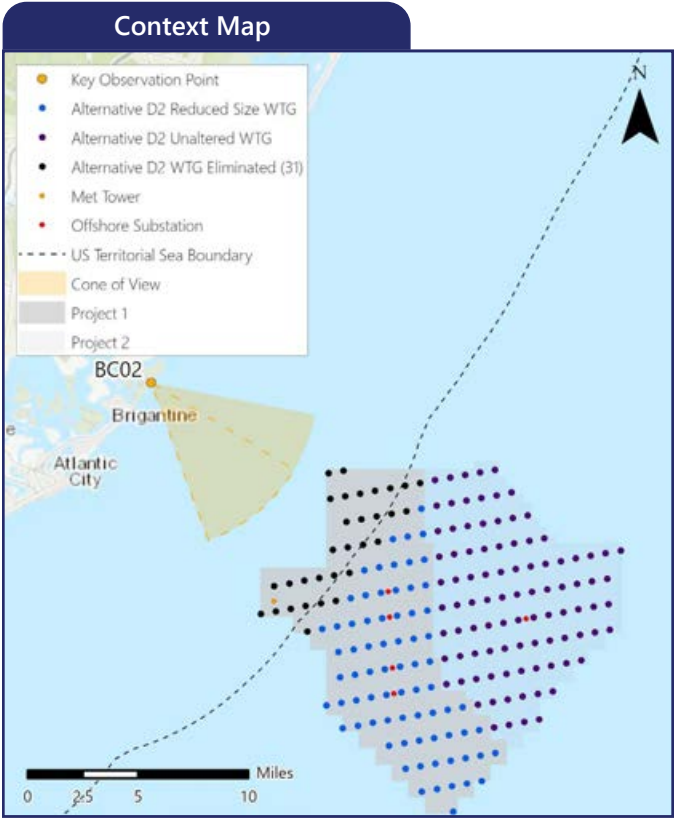 Context Map
N
Key Observation Point
Alternative D2 Reduced Size WTG
Alternative D2 Unaltered WTG
Alternative D2 WTG Eliminated (31)
Met Tower
Offshore Substation
US Territorial Sea Boundary
Cone of View
Project 1
Project 2
BC02
Brigantine
e
Atlantic
City
Miles
0 2.5 5 10